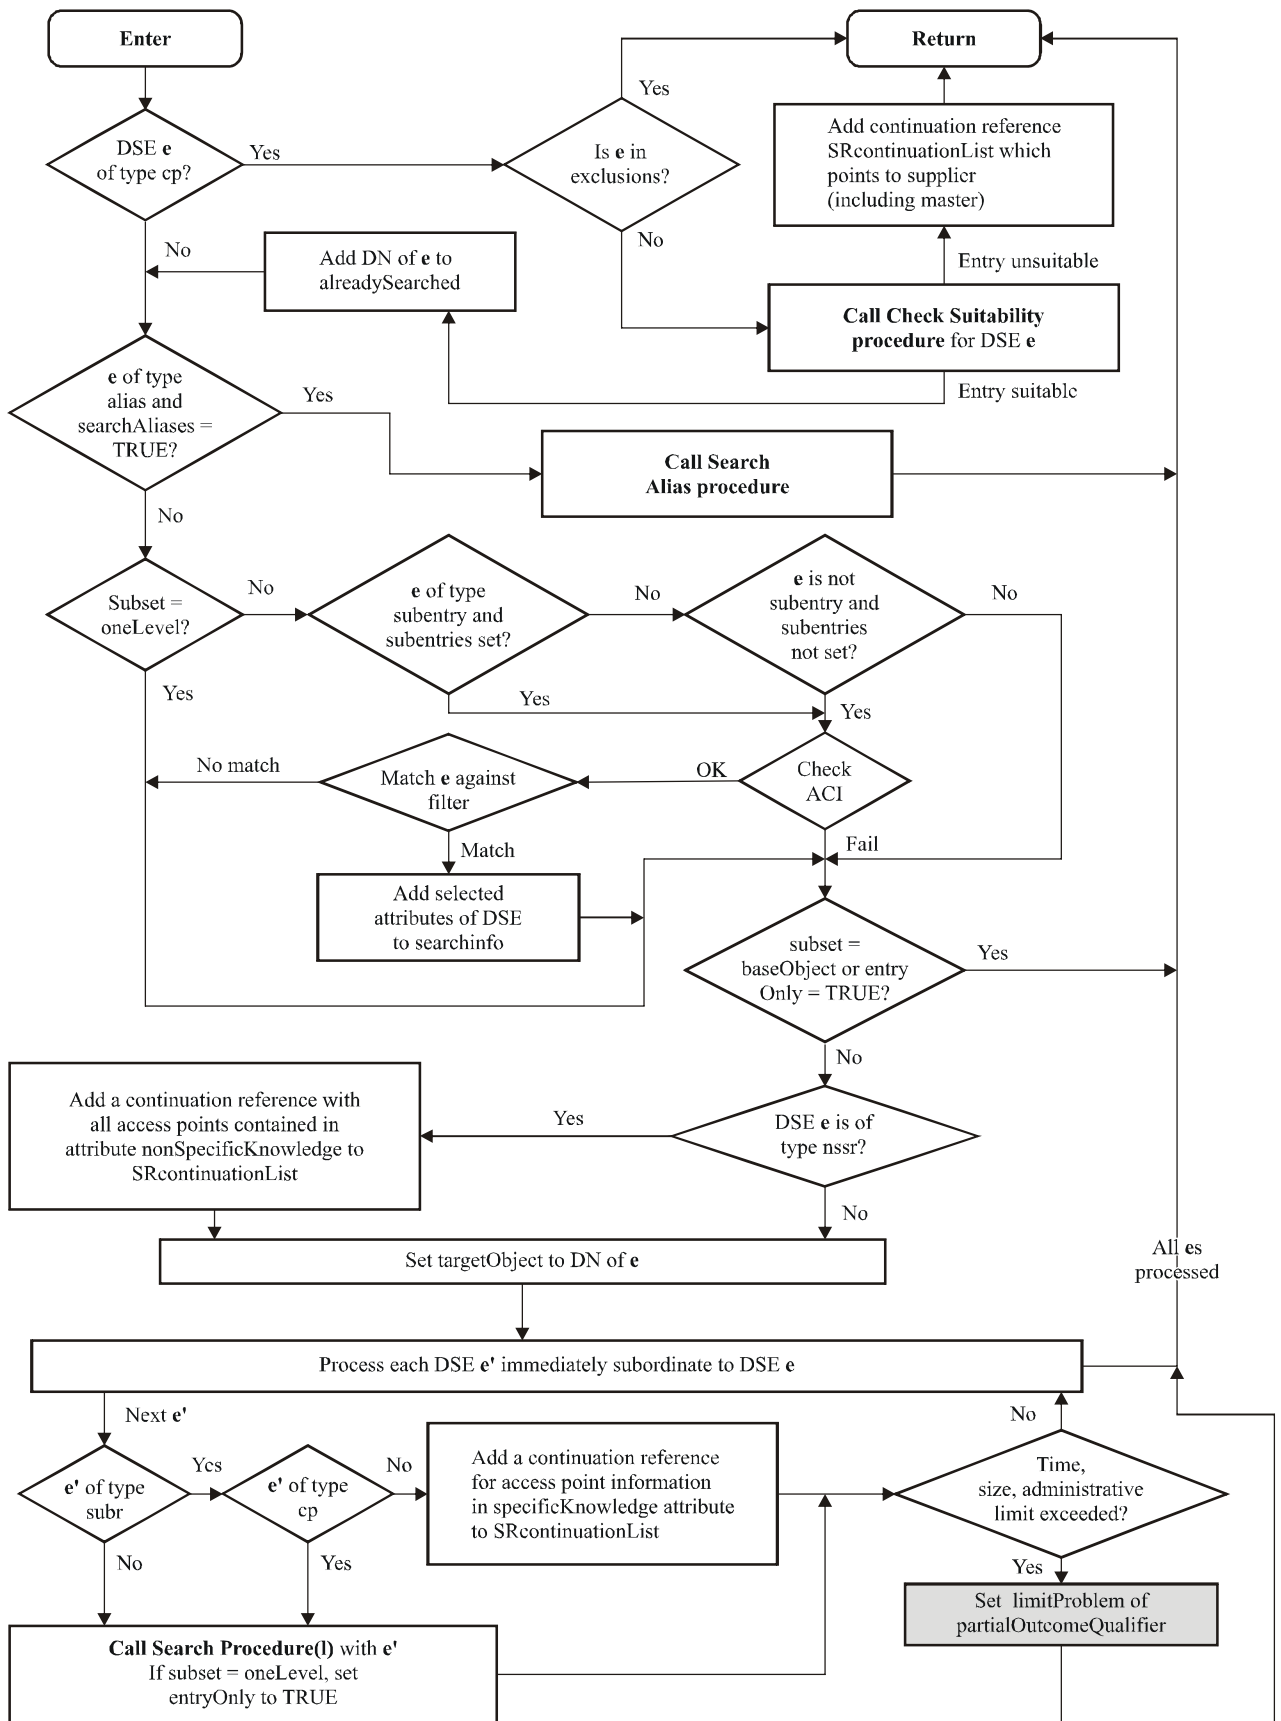 Enter
Return
Yes
DSE e
of type cp?
Yes
Is e in
exclusions?
Add continuation reference
SRcontinuationList which
points to supplier
(including master)
No
No
Add DN of e to
alreadySearched
Entry unsuitable
Call Check Suitability
procedure for DSE e
Entry suitable
e of type
alias and
searchAliases =
TRUE?
Yes
Call Search
Alias procedure
No
Subset =
oneLevel?
No
e of type
subentry and
subentries set?
No
e is not
subentry and
subentries
not set?
No
Yes
Yes
Yes
No match
Match e against
filter
OK
Check
ACI
Match
Fail
Add selected
attributes of DSE
to searchinfo
subset =
baseObject or entry
Only = TRUE?
Yes
No
Add a continuation reference with
all access points contained in
attribute nonSpecificKnowledge to
SRcontinuationList
Yes
DSE e is of
type nssr?
No
Set targetObject to DN of e
All es
processed
Process each DSE e' immediately subordinate to DSE e
Next e'
No
e' of type
subr
Yes
e' of type
cp
No
Add a continuation reference
for access point information
in specificKnowledge attribute
to SRcontinuationList
Time,
size, administrative
limit exceeded?
No
Yes
Yes
Set limitProblem of
partialOutcomeQualifier
Call Search Procedure(l) with e'
If subset = oneLevel, set
entryOnly to TRUE